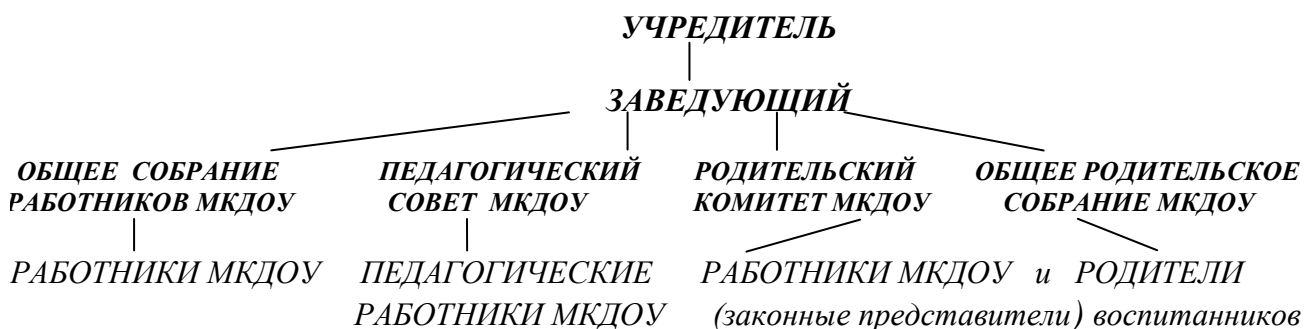 УЧРЕДИТЕЛЬ
ЗАВЕДУЮЩИЙ
ОБЩЕЕ СОБРАНИЕ РАБОТНИКОВ МКДОУ
ПЕДАГОГИЧЕСКИЙ СОВЕТ МКДОУ
РОДИТЕЛЬСКИЙ КОМИТЕТ МКДОУ
ОБЩЕЕ РОДИТЕЛЬСКОЕ СОБРАНИЕ МКДОУ
РАБОТНИКИ МКДОУ
ПЕДАГОГИЧЕСКИЕ РАБОТНИКИ МКДОУ
РАБОТНИКИ МКДОУ и РОДИТЕЛИ
(законные представители) воспитанников